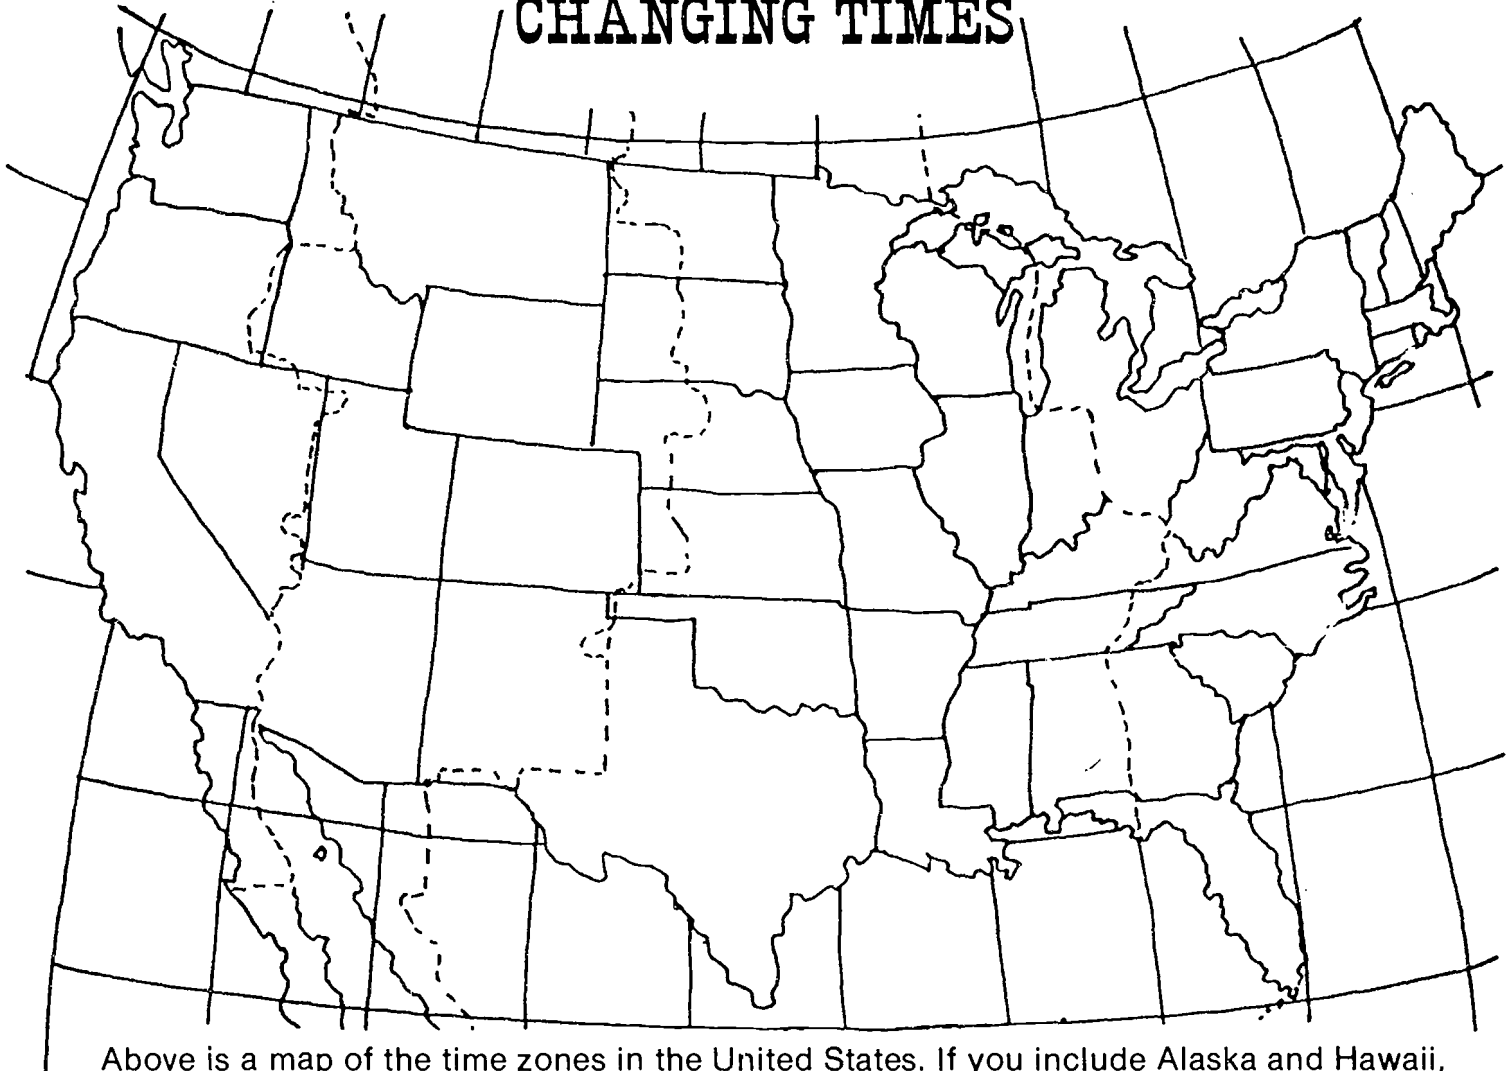 CHANGING TIMES
Above is a map of the time zones in the United States. If you include Alaska and Hawaii,